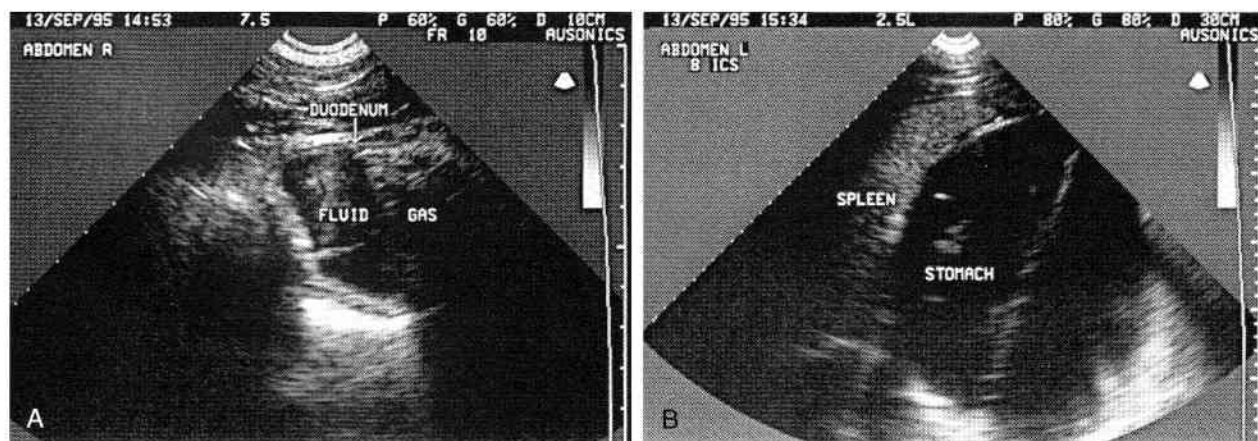 13/SEP/95 14:53 7.5 P 60% G 60% D 10CM
FR 10 AUSONICS
ABDOMEN R
DUODENUM
FLUID GAS
A
13/SEP/95 15:34 2.5L P 80% G 80% D 30CM
AUSONICS
ABDOMEN L
8 ICS
SPLEEN
STOMACH
B